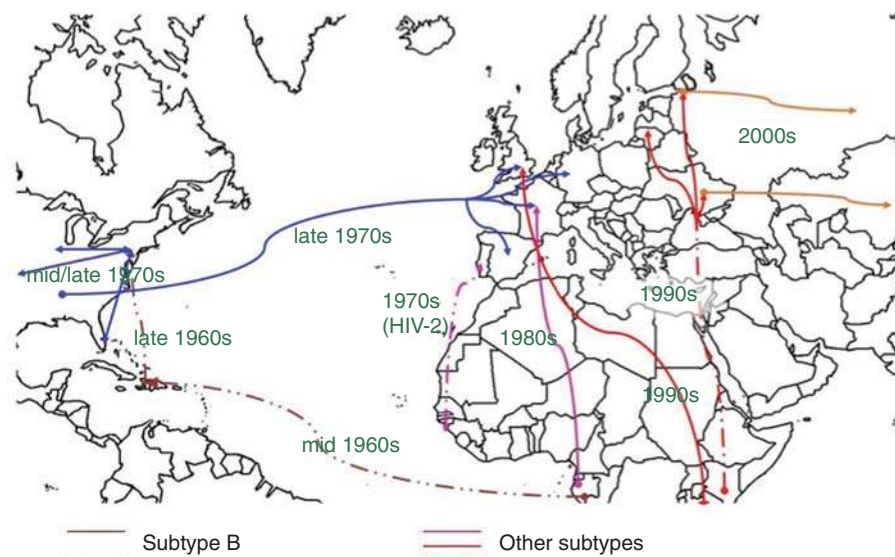 2000s
late 1970s
mid/late 1970s
1970s
(HIV-2)
1990s
late 1960s
1980s
1990s
mid 1960s
Subtype B
Other subtypes